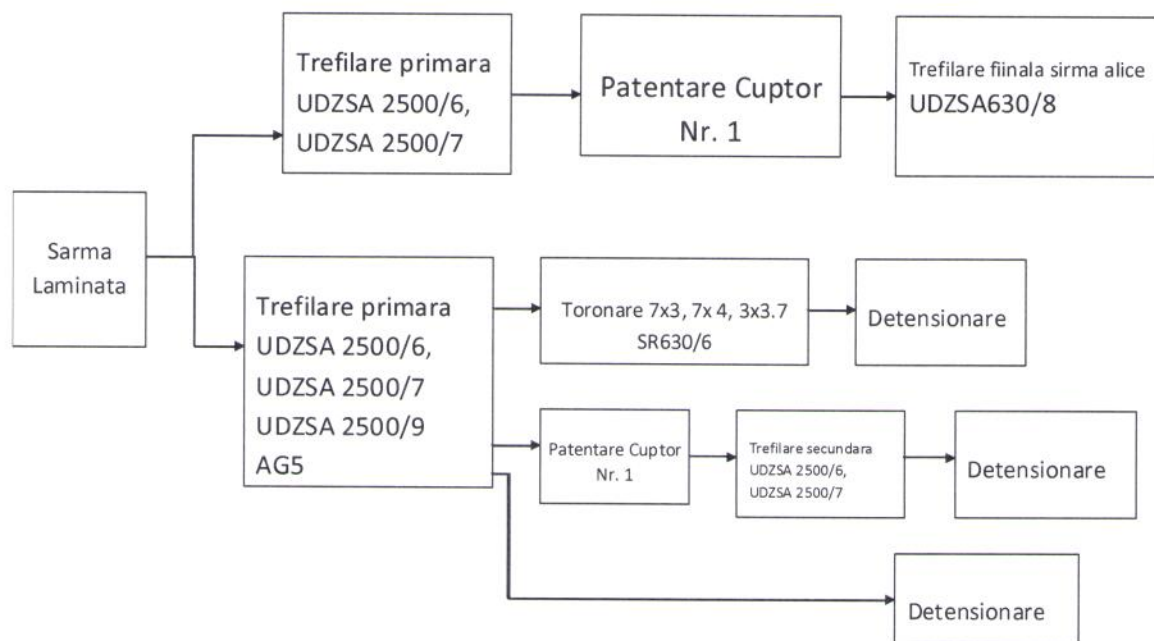 Trefilare primara
UDZSA 2500/6,
UDZSA 2500/7
Patentare Cuptor
Nr. 1
Trefilare fiinala sirma alice
UDZSA630/8
Sarma
Laminata
Trefilare primara
UDZSA 2500/6,
UDZSA 2500/7
UDZSA 2500/9
AG5
Toronare 7x3, 7x 4, 3x3.7
SR630/6
Detensionare
Patentare Cuptor
Nr. 1
Trefilare secundara
UDZSA 2500/6,
UDZSA 2500/7
Detensionare
Detensionare